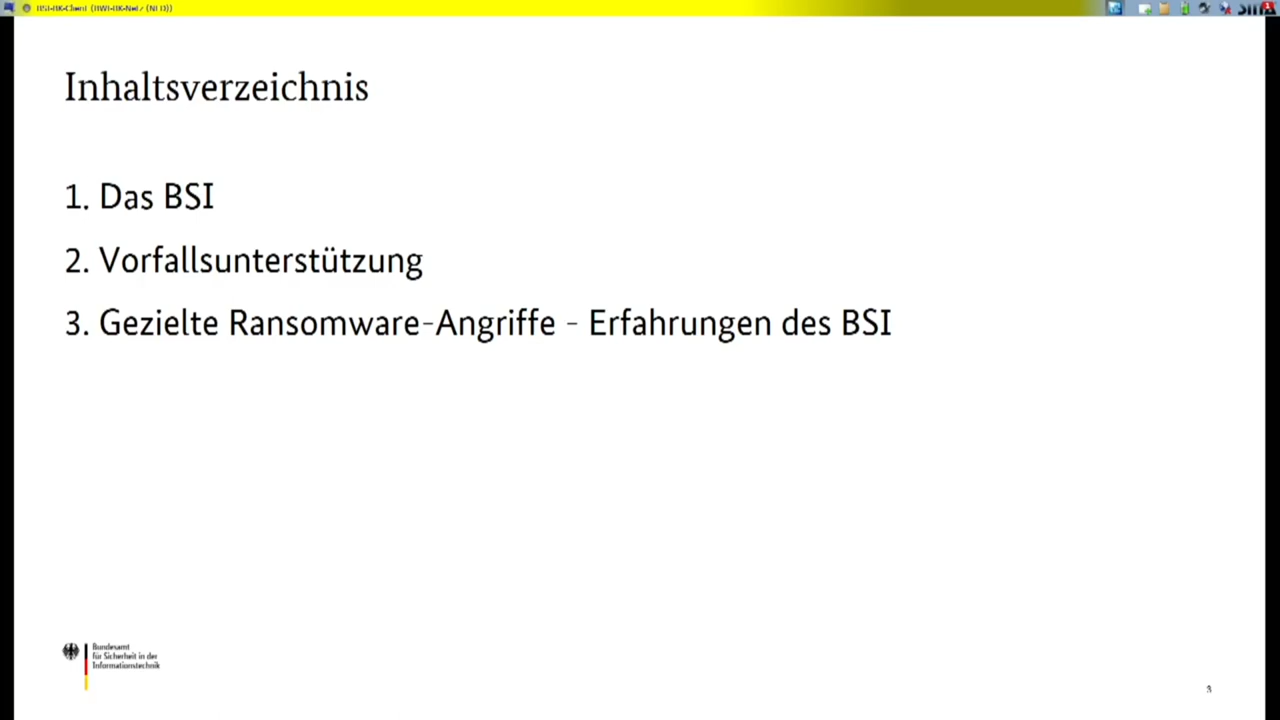 Inhaltsverzeichnis
1. Das BSI
2. Vorfallsunterstützung
3. Gezielte Ransomware-Angriffe - Erfahrungen des BSI
Bundesamt
für Sicherheit in der
Informationstechnik
3